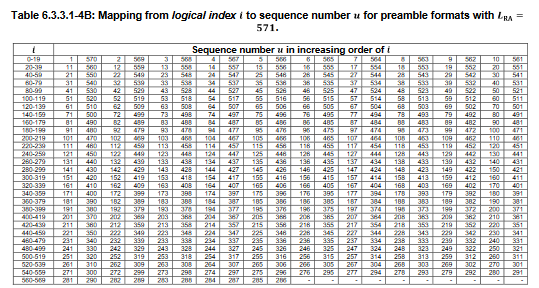 Table 6.3.3.1-4B: Mapping from logical index i to sequence number u for preamble formats with L_RA =
571.
i Sequence number u in increasing order of i
0-19 1 570 2 569 3 568 4 567 5 566 6 565 7 564 8 563 9 562 10 561
20-39 11 560 12 559 13 558 14 557 15 556 16 555 17 554 18 553 19 552 20 551
40-59 21 550 22 549 23 548 24 547 25 546 26 545 27 544 28 543 29 542 30 541
60-79 31 540 32 539 33 538 34 537 35 536 36 535 37 534 38 533 39 532 40 531
80-99 41 530 42 529 43 528 44 527 45 526 46 525 47 524 48 523 49 522 50 521
100-119 51 520 52 519 53 518 54 517 55 516 56 515 57 514 58 513 59 512 60 511
120-139 61 510 62 509 63 508 64 507 65 506 66 505 67 504 68 503 69 502 70 501
140-159 71 500 72 499 73 498 74 497 75 496 76 495 77 494 78 493 79 492 80 491
160-179 81 490 82 489 83 488 84 487 85 486 86 485 87 484 88 483 89 482 90 481
180-199 91 480 92 479 93 478 94 477 95 476 96 475 97 474 98 473 99 472 100 471
200-219 101 470 102 469 103 468 104 467 105 466 106 465 107 464 108 463 109 462 110 461
220-239 111 460 112 459 113 458 114 457 115 456 116 455 117 454 118 453 119 452 120 451
240-259 121 450 122 449 123 448 124 447 125 446 126 445 127 444 128 443 129 442 130 441
260-279 131 440 132 439 133 438 134 437 135 436 136 435 137 434 138 433 139 432 140 431
280-299 141 430 142 429 143 428 144 427 145 426 146 425 147 424 148 423 149 422 150 421
300-319 151 420 152 419 153 418 154 417 155 416 156 415 157 414 158 413 159 412 160 411
320-339 161 410 162 409 163 408 164 407 165 406 166 405 167 404 168 403 169 402 170 401
340-359 171 400 172 399 173 398 174 397 175 396 176 395 177 394 178 393 179 392 180 391
360-379 181 390 182 389 183 388 184 387 185 386 186 385 187 384 188 383 189 382 190 381
380-399 191 380 192 379 193 378 194 377 195 376 196 375 197 374 198 373 199 372 200 371
400-419 201 370 202 369 203 368 204 367 205 366 206 365 207 364 208 363 209 362 210 361
420-439 211 360 212 359 213 358 214 357 215 356 216 355 217 354 218 353 219 352 220 351
440-459 221 350 222 349 223 348 224 347 225 346 226 345 227 344 228 343 229 342 230 341
460-479 231 340 232 339 233 338 234 337 235 336 236 335 237 334 238 333 239 332 240 331
480-499 241 330 242 329 243 328 244 327 245 326 246 325 247 324 248 323 249 322 250 321
500-519 251 320 252 319 253 318 254 317 255 316 256 315 257 314 258 313 259 312 260 311
520-539 261 310 262 309 263 308 264 307 265 306 266 305 267 304 268 303 269 302 270 301
540-559 271 300 272 299 273 298 274 297 275 296 276 295 277 294 278 293 279 292 280 291
560-569 281 290 282 289 283 288 284 287 285 286 - - - - - - - - - -